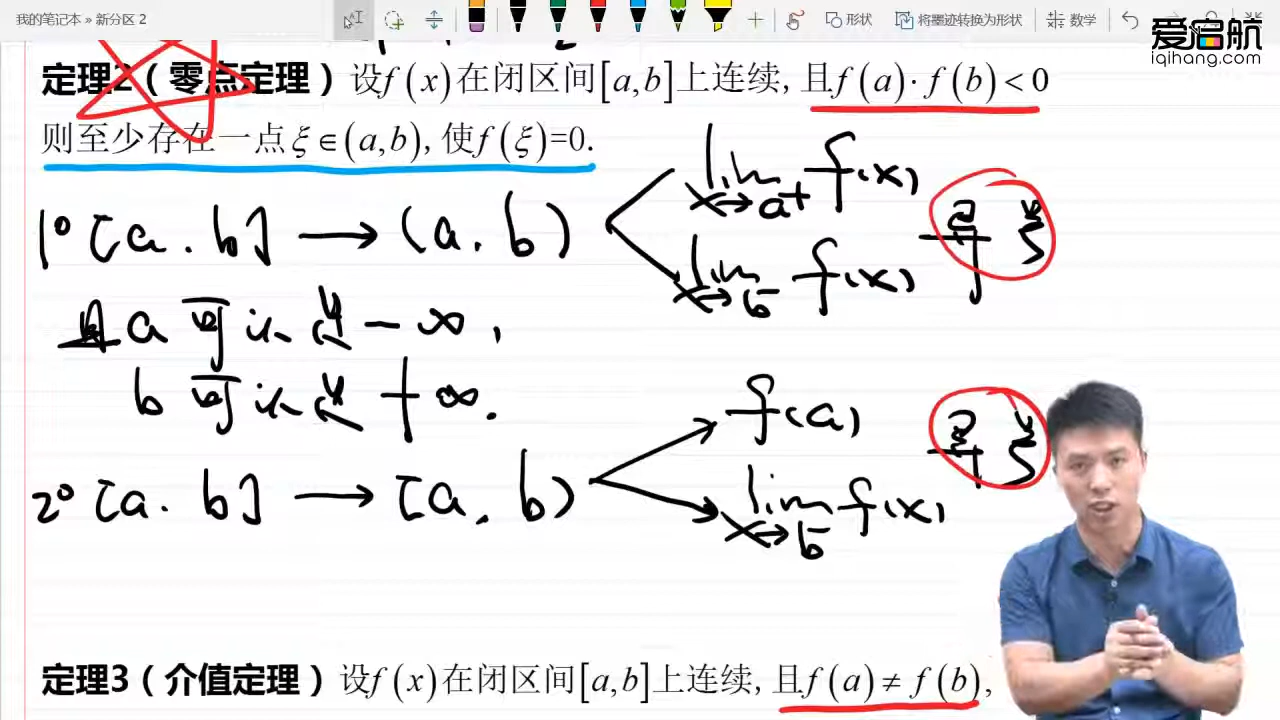 我的笔记本 » 新分区 2
形状 将墨迹转换为形状 数学
爱启航
iqihang.com
定理2（零点定理）设f(x)在闭区间[a,b]上连续, 且f(a)·f(b)<0
则至少存在一点ξ∈(a,b), 使f(ξ)=0.
1° [a. b] → (a. b) lim x→a+ f(x)
lim x→b- f(x)
且a可以是-∞,
b可以是+∞.
2° [a. b] → [a. b) f(a)
lim x→b- f(x)
定理3（介值定理）设f(x)在闭区间[a,b]上连续, 且f(a)≠f(b),